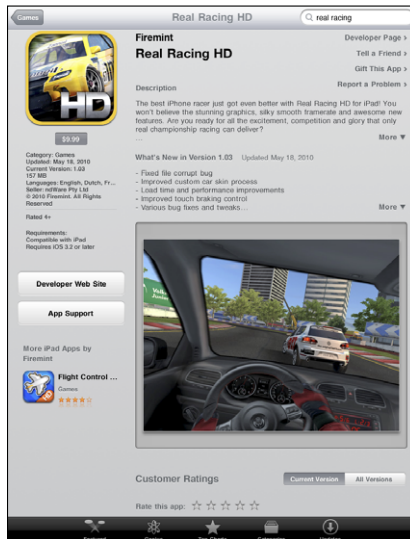 Games
Real Racing HD
real racing
Firemint
Real Racing HD
Developer Page >
Tell a Friend >
Gift This App >
Report a Problem >
HD
$9.99
Category: Games
Updated: May 18, 2010
Current Version: 1.03
157 MB
Languages: English, Dutch, Fr...
Seller: ndWare Pty Ltd
© 2010 Firemint. All Rights
Reserved
Rated 4+
Requirements:
Compatible with iPad
Requires iOS 3.2 or later
Developer Web Site
App Support
More iPad Apps by
Firemint
Flight Control ...
Games
HD
Description
The best iPhone racer just got even better with Real Racing HD for iPad! You
won't believe the stunning graphics, silky smooth framerate and awesome new
features. Are you ready for all the excitement, competition and glory that only
real championship racing can deliver?
...
More ▼
What's New in Version 1.03 Updated May 18, 2010
- Fixed file corrupt bug
- Improved custom car skin process
- Load time and performance improvements
- Improved touch braking control
- Various bug fixes and tweaks...
More ▼
Customer Ratings
Current Version
All Versions
Rate this app: ☆ ☆ ☆ ☆ ☆
Featured
Genius
Top Charts
Categories
Updates